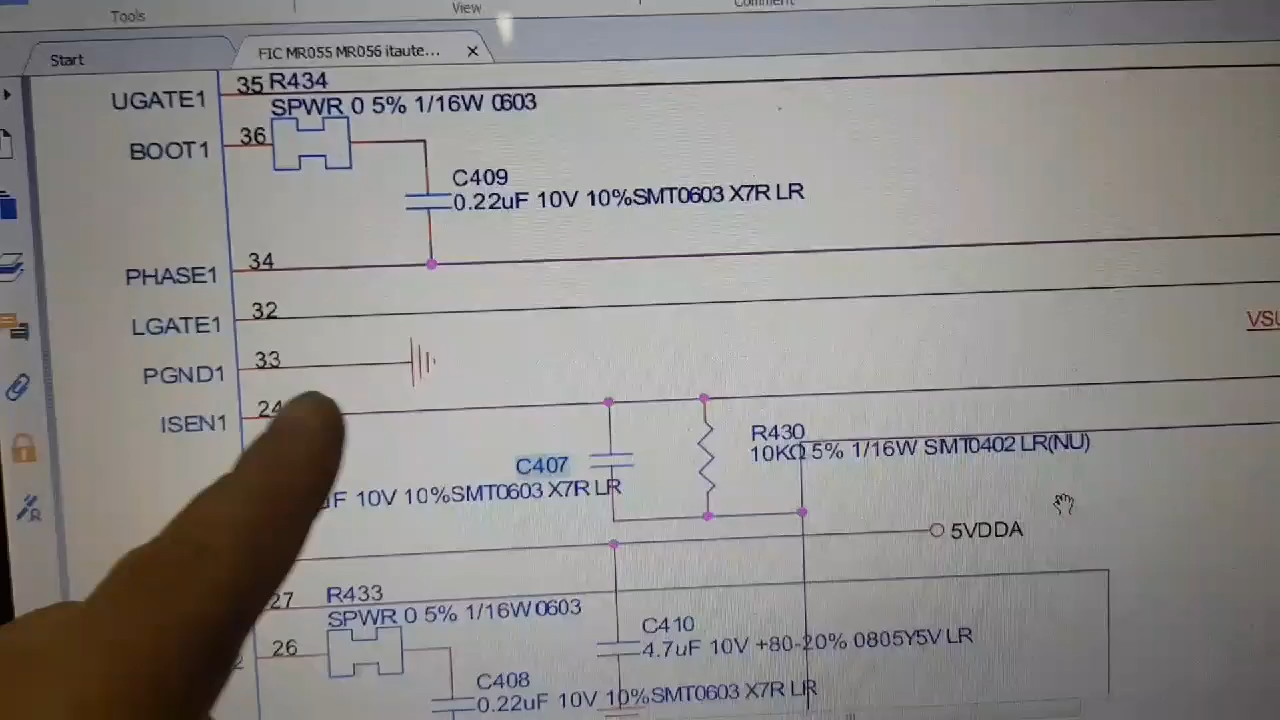 Tools
View
Comment
Start
FIC MR055 MR056 itaute...
UGATE1
35 R434
SPWR 0 5% 1/16W 0603
BOOT1
36
C409
0.22uF 10V 10%SMT0603 X7R LR
PHASE1
34
LGATE1
32
PGND1
33
ISEN1
24
R430
10KΩ 5% 1/16W SMT0402 LR(NU)
C407
F 10V 10%SMT0603 X7R LR
5VDDA
27
R433
SPWR 0 5% 1/16W 0603
26
C410
4.7uF 10V +80-20% 0805Y5V LR
C408
0.22uF 10V 10%SMT0603 X7R LR